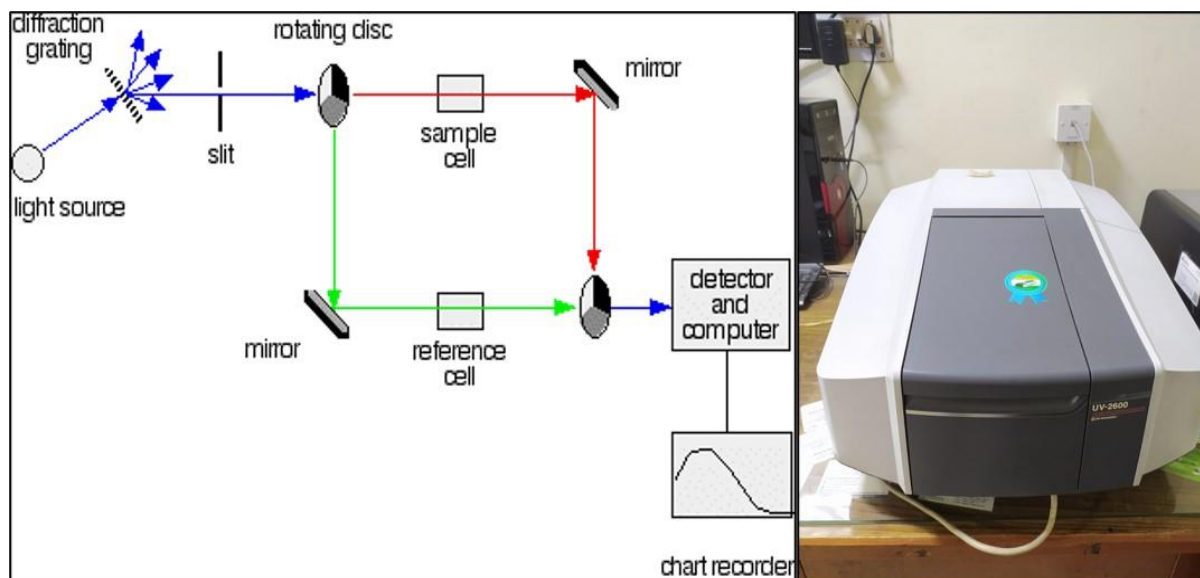 diffraction
grating
rotating disc
mirror
slit
sample
cell
light source
detector
and
computer
mirror
reference
cell
chart recorder
UV-2600